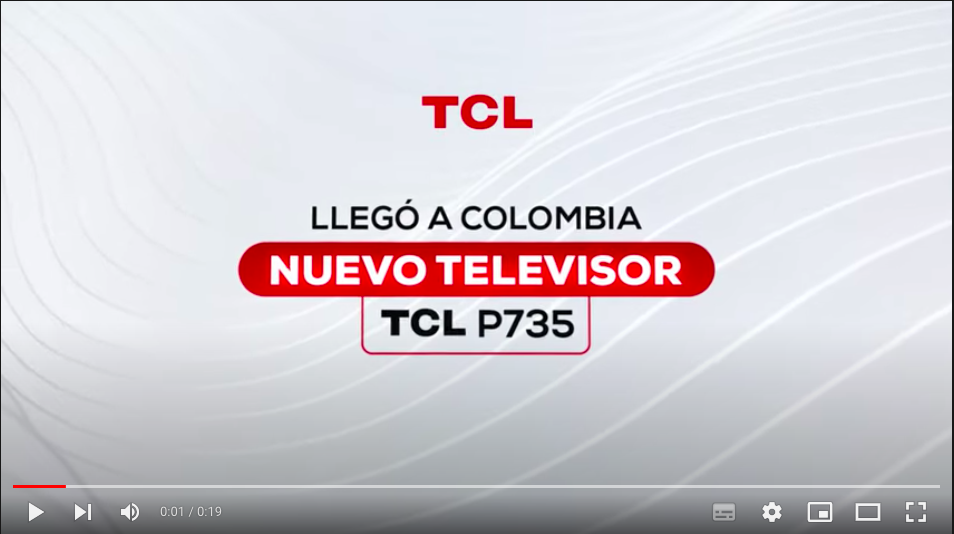 TCL
LLEGÓ A COLOMBIA
NUEVO TELEVISOR
TCL P735
0:01 / 0:19